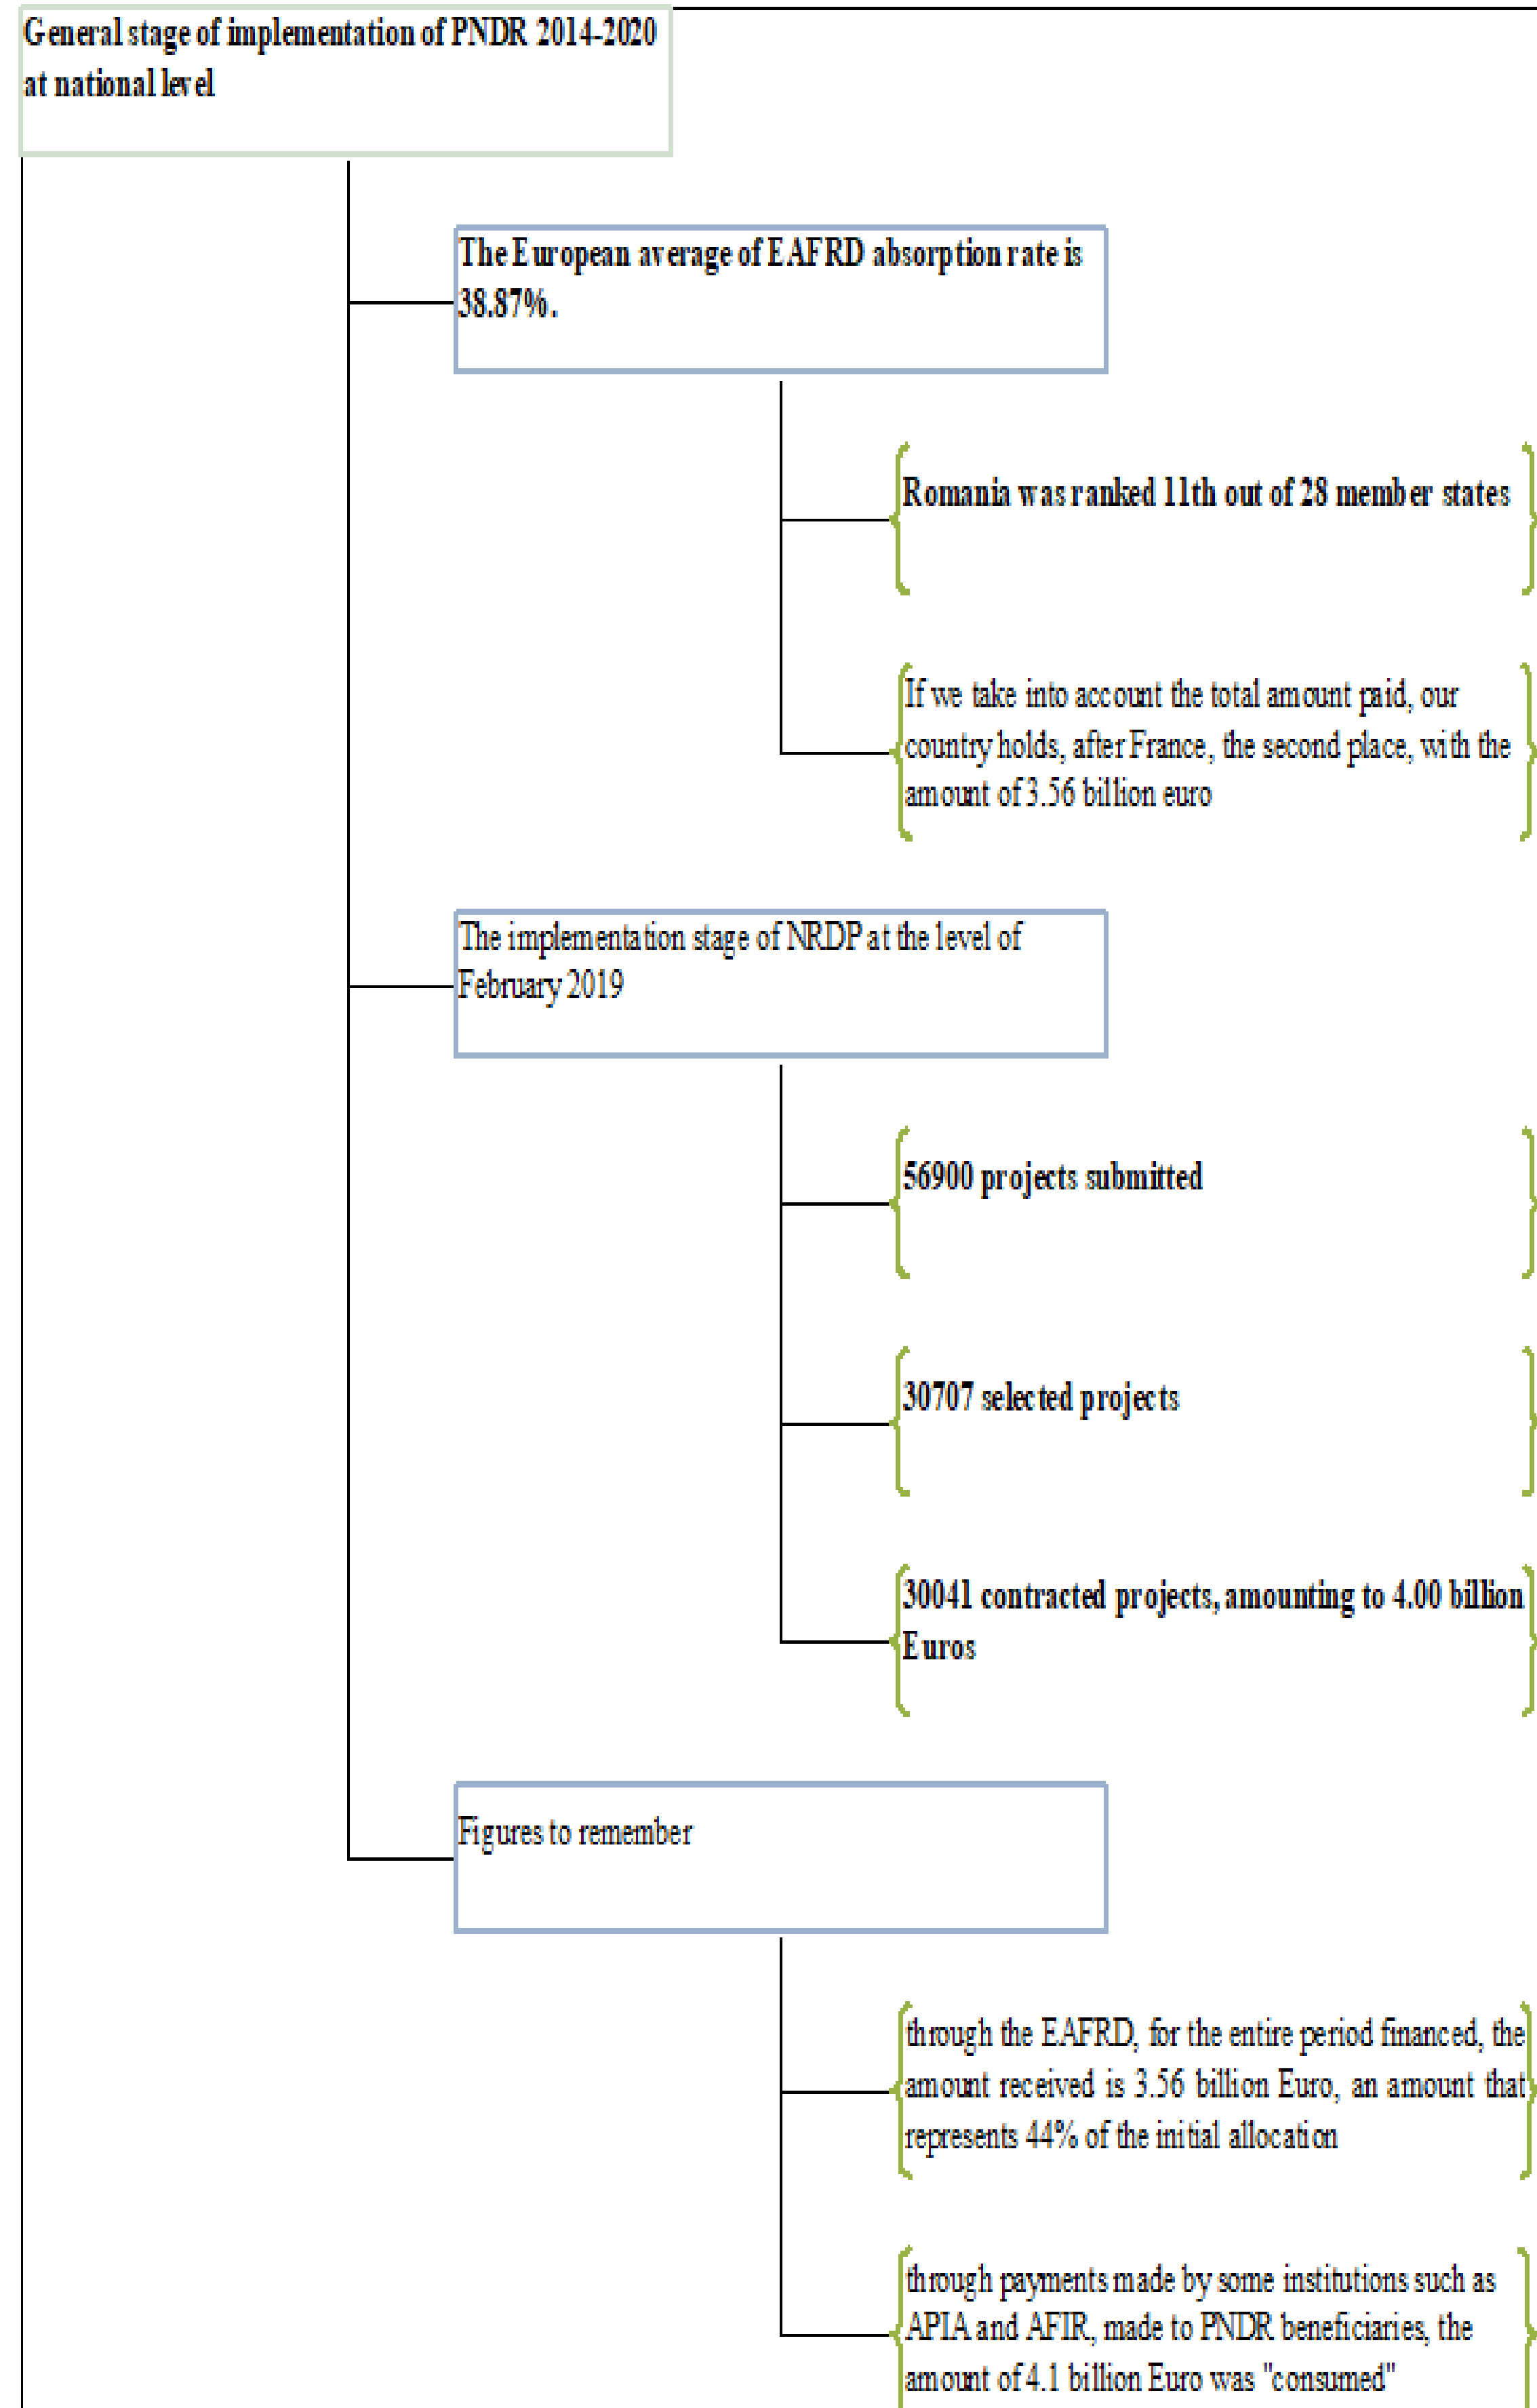 General stage of implementation of PNDR 2014-2020
at national level
The European average of EAFRD absorption rate is
38.87%.
Romania was ranked 11th out of 28 member states
If we take into account the total amount paid, our
country holds, after France, the second place, with the
amount of 3.56 billion euro
The implementation stage of NRDP at the level of
February 2019
56900 projects submitted
30707 selected projects
30041 contracted projects, amounting to 4.00 billion
Euros
Figures to remember
through the EAFRD, for the entire period financed, the
amount received is 3.56 billion Euro, an amount that
represents 44% of the initial allocation
through payments made by some institutions such as
APIA and AFIR, made to PNDR beneficiaries, the
amount of 4.1 billion Euro was "consumed"